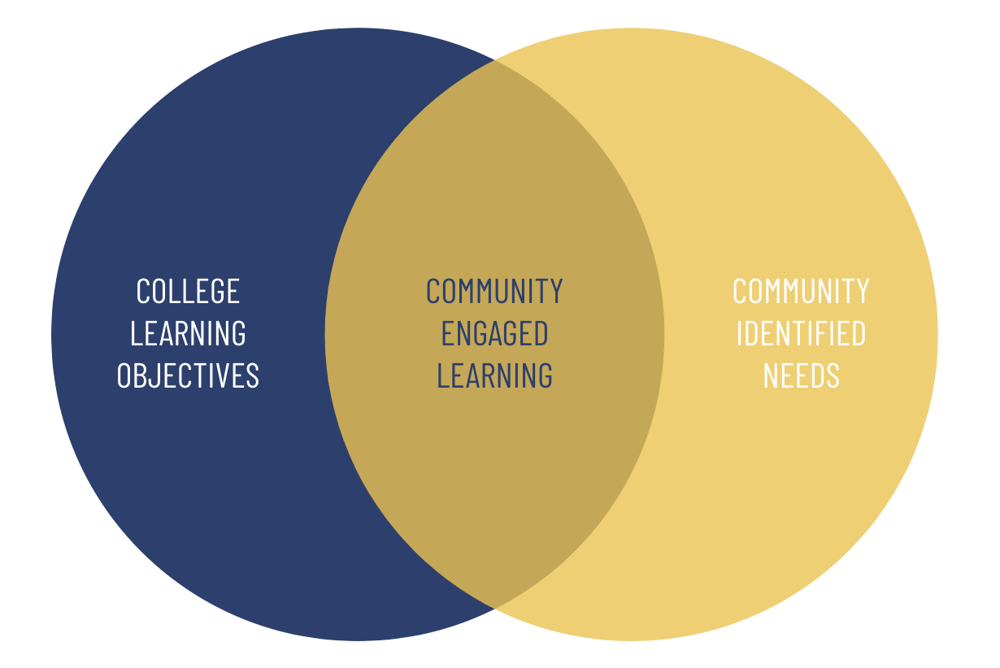 COLLEGE
LEARNING
OBJECTIVES
COMMUNITY
ENGAGED
LEARNING
COMMUNITY
IDENTIFIED
NEEDS